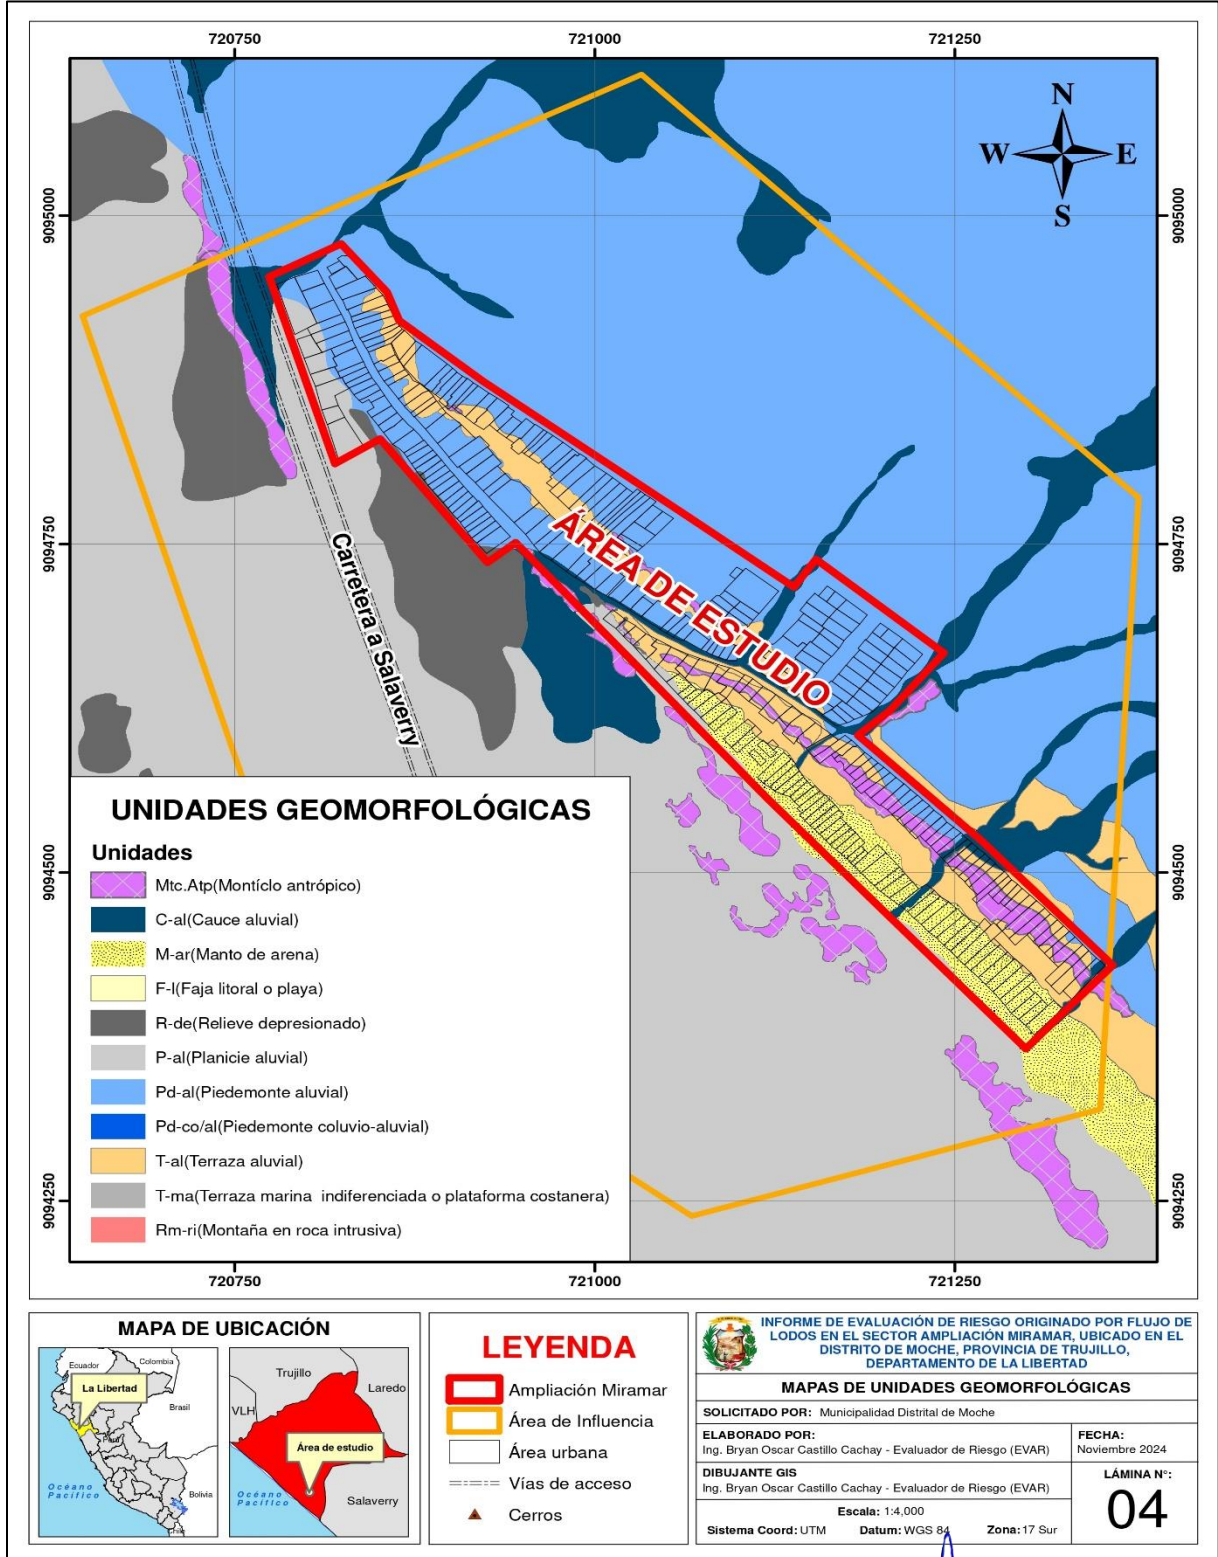 720750
721000
721250
N
W
E
S
9095000
9095000
9094750
9094750
9094500
9094500
9094250
9094250
ÁREA DE ESTUDIO
Carretera a Salaverry
UNIDADES GEOMORFOLÓGICAS
Unidades
Mtc.Atp(Montíclo antrópico)
C-al(Cauce aluvial)
M-ar(Manto de arena)
F-l(Faja litoral o playa)
R-de(Relieve depresionado)
P-al(Planicie aluvial)
Pd-al(Piedemonte aluvial)
Pd-co/al(Piedemonte coluvio-aluvial)
T-al(Terraza aluvial)
T-ma(Terraza marina indiferenciada o plataforma costanera)
Rm-ri(Montaña en roca intrusiva)
720750
721000
721250
MAPA DE UBICACIÓN
Ecuador
Colombia
La Libertad
Brasil
Perú
Océano
Pacífico
Bolivia
Chile
Trujillo
Laredo
VLH
Área de estudio
Océano
Pacífico
Salaverry
LEYENDA
Ampliación Miramar
Área de Influencia
Área urbana
Vías de acceso
Cerros
INFORME DE EVALUACIÓN DE RIESGO ORIGINADO POR FLUJO DE
LODOS EN EL SECTOR AMPLIACIÓN MIRAMAR, UBICADO EN EL
DISTRITO DE MOCHE, PROVINCIA DE TRUJILLO,
DEPARTAMENTO DE LA LIBERTAD
MAPAS DE UNIDADES GEOMORFOLÓGICAS
SOLICITADO POR: Municipalidad Distrital de Moche
ELABORADO POR:
Ing. Bryan Oscar Castillo Cachay - Evaluador de Riesgo (EVAR)
FECHA:
Noviembre 2024
DIBUJANTE GIS
Ing. Bryan Oscar Castillo Cachay - Evaluador de Riesgo (EVAR)
LÁMINA N°:
04
Escala: 1:4,000
Sistema Coord: UTM Datum: WGS 84 Zona: 17 Sur